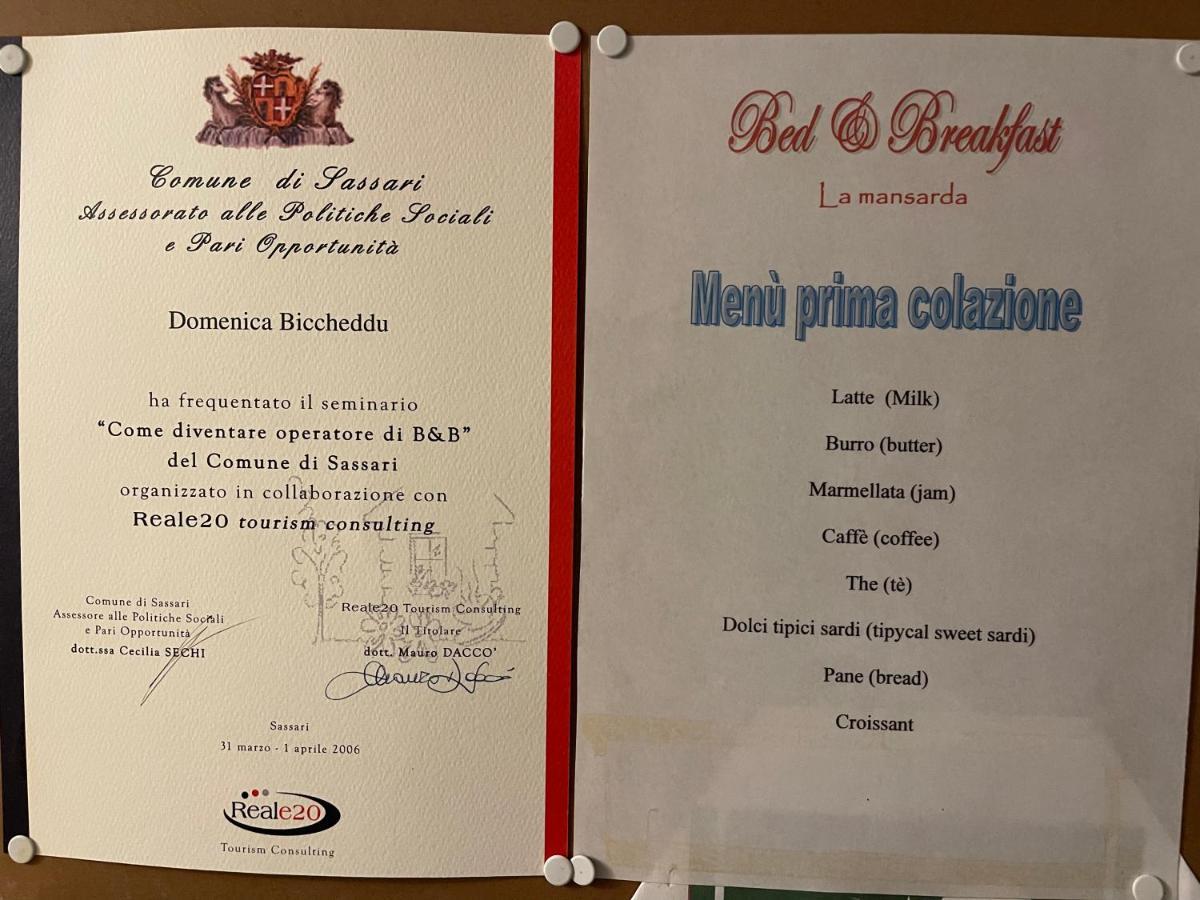 Comune di Sassari
Assessorato alle Politiche Sociali
e Pari Opportunità
Domenica Biccheddu
ha frequentato il seminario
“Come diventare operatore di B&B”
del Comune di Sassari
organizzato in collaborazione con
Reale20 tourism consulting
Comune di Sassari
Assessore alle Politiche Sociali
e Pari Opportunità
dott.ssa Cecilia SECHI
Reale20 Tourism Consulting
Il Titolare
dott. Mauro DACCO'
Sassari
31 marzo - 1 aprile 2006
Reale20
Tourism Consulting
Bed & Breakfast
La mansarda
Menù prima colazione
Latte (Milk)
Burro (butter)
Marmellata (jam)
Caffè (coffee)
The (tè)
Dolci tipici sardi (tipycal sweet sardi)
Pane (bread)
Croissant